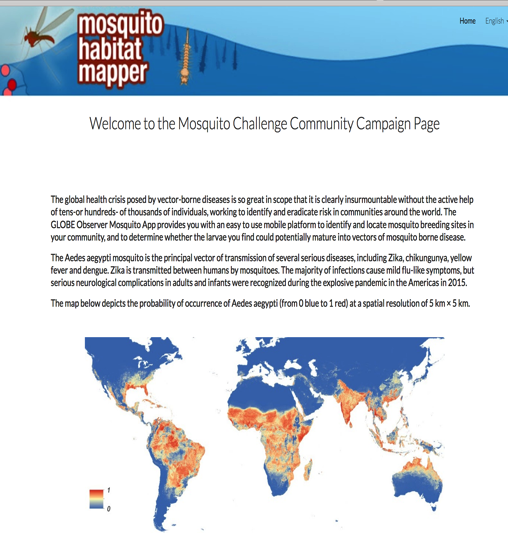 mosquito
habitat
mapper
Home English
Welcome to the Mosquito Challenge Community Campaign Page
The global health crisis posed by vector-borne diseases is so great in scope that it is clearly insurmountable without the active help
of tens-or hundreds- of thousands of individuals, working to identify and eradicate risk in communities around the world. The
GLOBE Observer Mosquito App provides you with an easy to use mobile platform to identify and locate mosquito breeding sites in
your community, and to determine whether the larvae you find could potentially mature into vectors of mosquito borne disease.
The Aedes aegypti mosquito is the principal vector of transmission of several serious diseases, including Zika, chikungunya, yellow
fever and dengue. Zika is transmitted between humans by mosquitoes. The majority of infections cause mild flu-like symptoms, but
serious neurological complications in adults and infants were recognized during the explosive pandemic in the Americas in 2015.
The map below depicts the probability of occurrence of Aedes aegypti (from 0 blue to 1 red) at a spatial resolution of 5 km × 5 km.
1
0